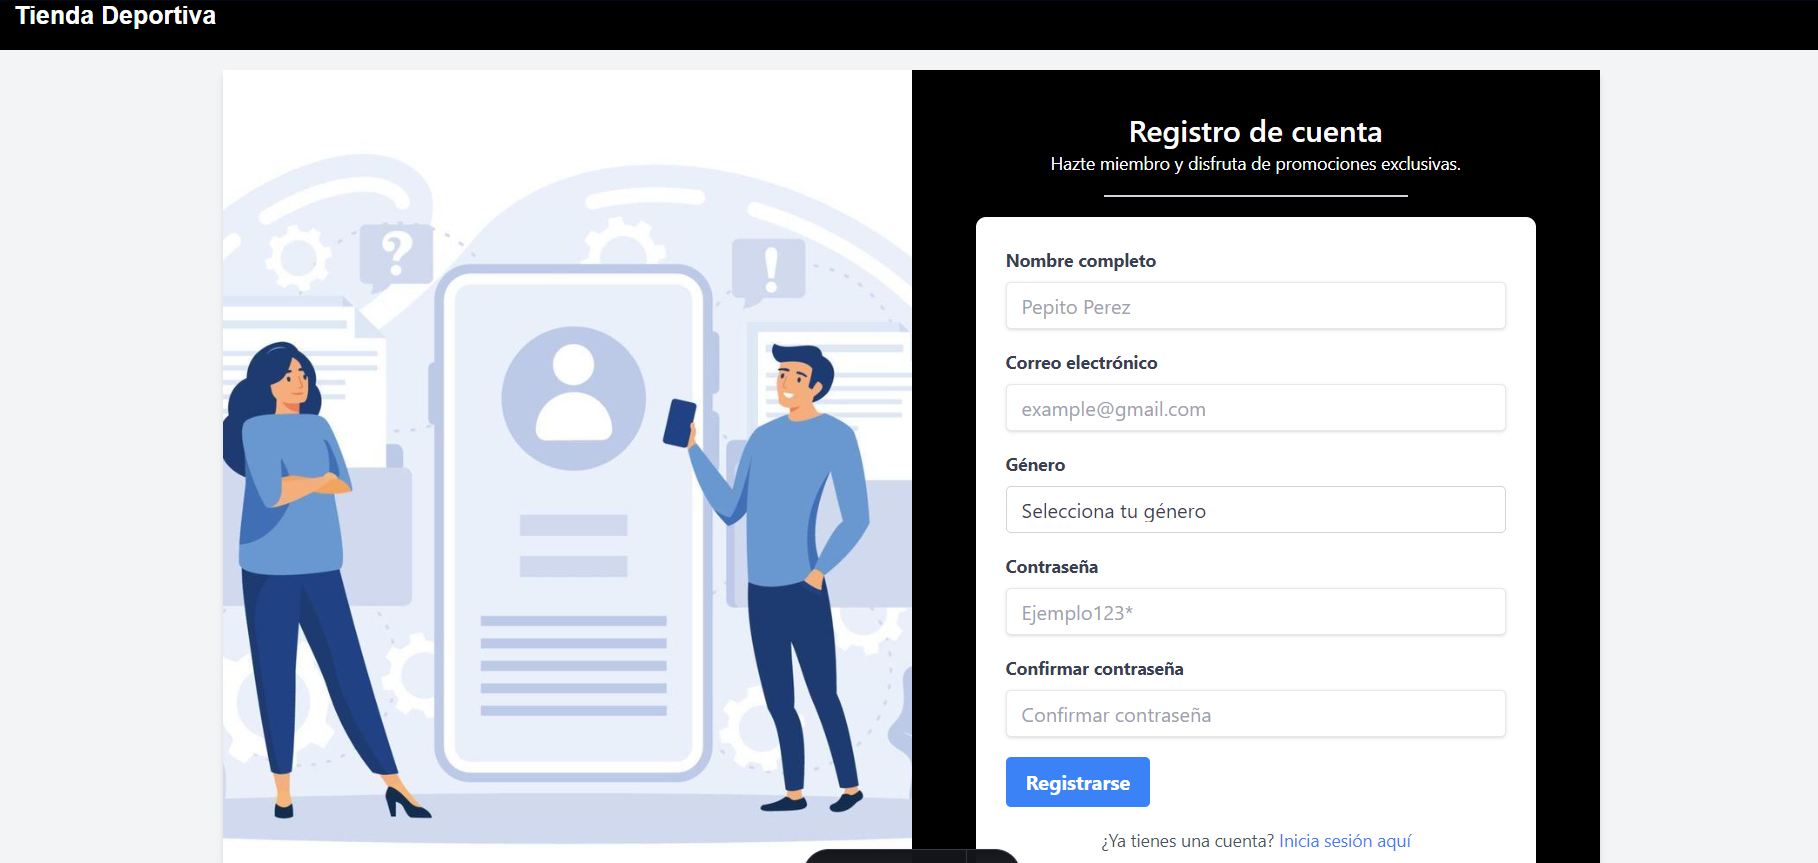 Tienda Deportiva
Registro de cuenta
Hazte miembro y disfruta de promociones exclusivas.
?
!
Nombre completo
Pepito Perez
Correo electrónico
example@gmail.com
Género
Selecciona tu género
Contraseña
Ejemplo123*
Confirmar contraseña
Confirmar contraseña
Registrarse
¿Ya tienes una cuenta? Inicia sesión aquí